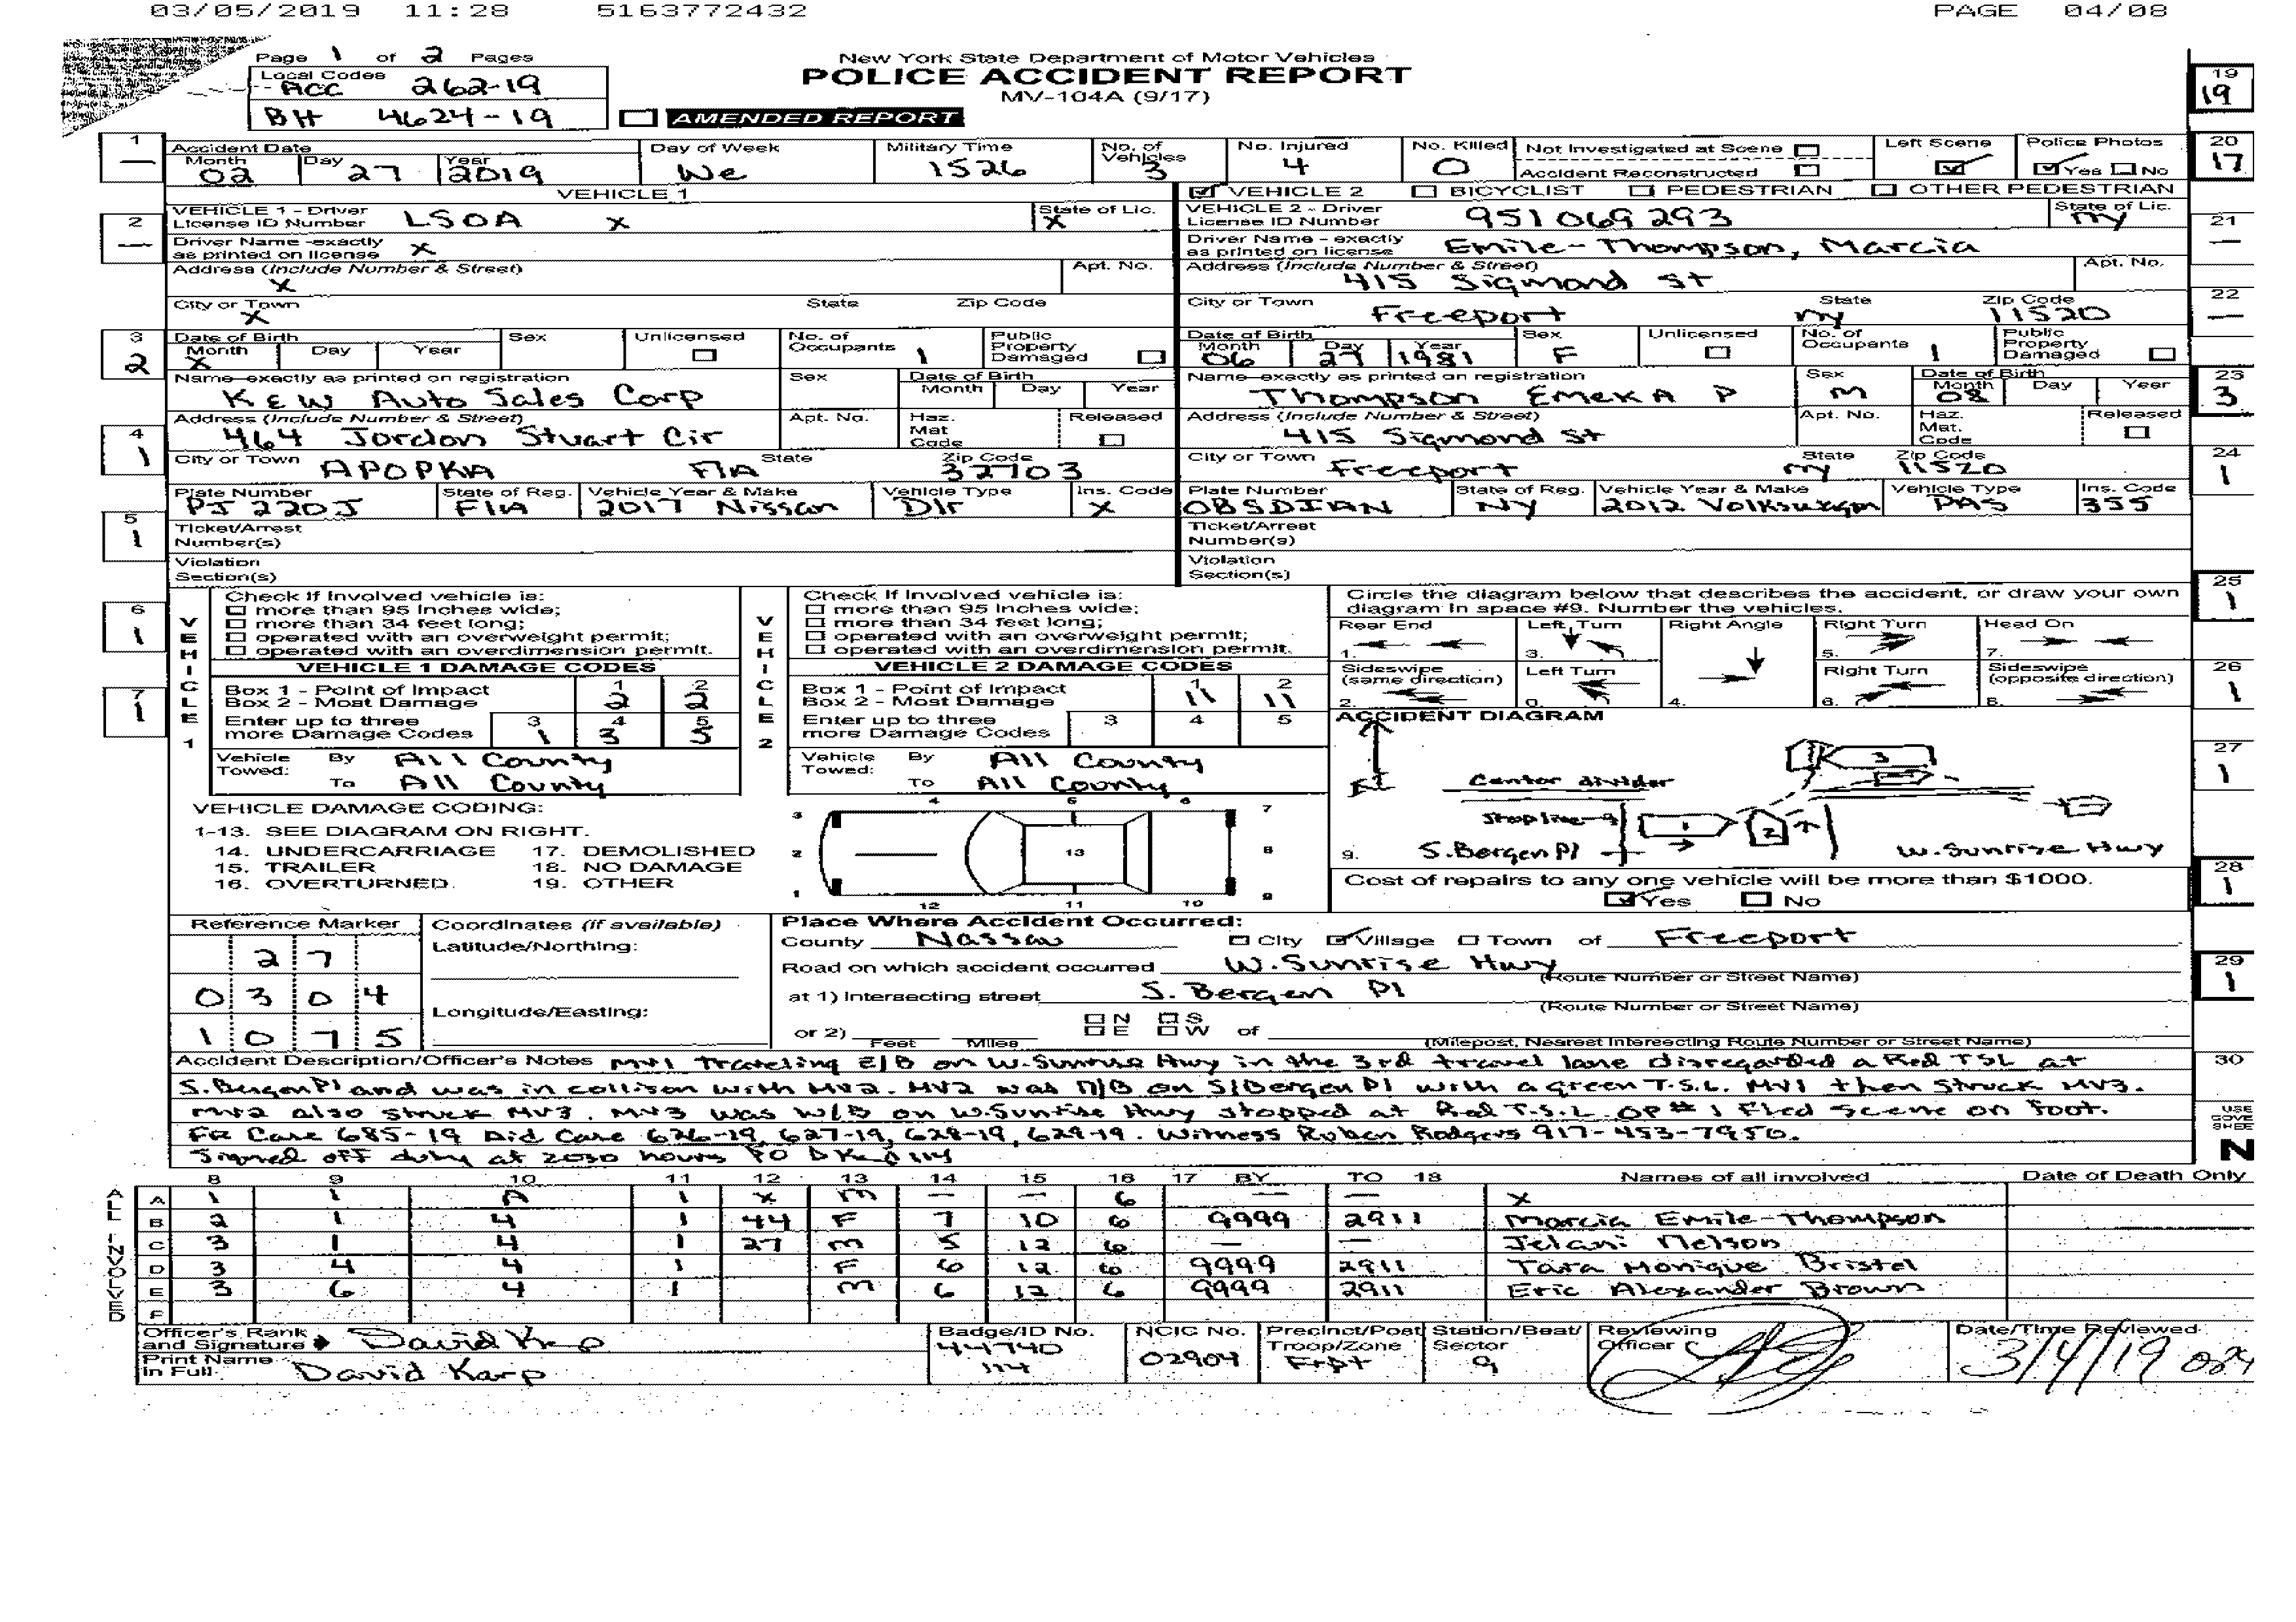 03/05/2019 11:28 5163772432 PAGE 04/08
Page 1 of 2 Pages
New York State Department of Motor Vehicles
POLICE ACCIDENT REPORT
MV-104A (9/17)
Local Codes
ACC 262-19
BH 4624-19
AMENDED REPORT
19
19
1
—
Accident Date
Month Day Year
02 27 2019
Day of Week
We
Military Time
1526
No. of Vehicles
3
No. Injured
4
No. Killed
0
Not Investigated at Scene
Accident Reconstructed
Left Scene
Police Photos
Yes No
20
17
VEHICLE 1
VEHICLE 2 BICYCLIST PEDESTRIAN OTHER PEDESTRIAN
2
—
VEHICLE 1 - Driver
License ID Number LSOA X
State of Lic.
X
VEHICLE 2 - Driver
License ID Number 951069293
State of Lic.
NY
21
—
Driver Name - exactly
as printed on license X
Driver Name - exactly
as printed on license Emile-Thompson, Marcia
Address (Include Number & Street) Apt. No.
X
Address (Include Number & Street) Apt. No.
415 Sigmond St
City or Town State Zip Code
X
City or Town State Zip Code
Freeport NY 11520
22
—
3
2
Date of Birth
Month Day Year
X
Sex Unlicensed
No. of Occupants 1
Public Property Damaged
Date of Birth
Month Day Year
06 27 1981
Sex
F
Unlicensed
No. of Occupants 1
Public Property Damaged
Name-exactly as printed on registration
K&W Auto Sales Corp
Sex Date of Birth
Month Day Year
Name-exactly as printed on registration
Thompson Emeka P
Sex
M
Date of Birth
Month Day Year
08
23
3
4
1
Address (Include Number & Street)
464 Jordon Stuart Cir
Apt. No. Haz. Mat. Code Released
Address (Include Number & Street)
415 Sigmond St
Apt. No. Haz. Mat. Code Released
City or Town State Zip Code
APOPKA FlA 32703
City or Town State Zip Code
Freeport NY 11520
24
1
5
1
Plate Number State of Reg. Vehicle Year & Make Vehicle Type Ins. Code
PJ220J FlA 2017 Nissan Dlr X
Plate Number State of Reg. Vehicle Year & Make Vehicle Type Ins. Code
OBSDIAN NY 2012 Volkswagen PAS 355
Ticket/Arrest
Number(s)
Ticket/Arrest
Number(s)
Violation
Section(s)
Violation
Section(s)
25
1
6
1
VEHICLE 1
Check if involved vehicle is:
more than 95 inches wide;
more than 34 feet long;
operated with an overweight permit;
operated with an overdimension permit.
VEHICLE 1 DAMAGE CODES
Box 1 - Point of Impact 1 2
Box 2 - Most Damage 2 2
Enter up to three 3 4 5
more Damage Codes 1 3 5
7
1
Vehicle By All County
Towed:
To All County
VEHICLE 2
Check if involved vehicle is:
more than 95 inches wide;
more than 34 feet long;
operated with an overweight permit;
operated with an overdimension permit.
VEHICLE 2 DAMAGE CODES
Box 1 - Point of Impact 1 2
Box 2 - Most Damage 11 11
Enter up to three 3 4 5
more Damage Codes
Vehicle By All County
Towed:
To All County
Circle the diagram below that describes the accident, or draw your own
diagram in space #9. Number the vehicles.
Rear End Left Turn Right Angle Right Turn Head On
1. 3. 5. 7.
Sideswipe (same direction) Left Turn Right Turn Sideswipe (opposite direction)
2. 0. 4. 6. 8.
26
1
ACCIDENT DIAGRAM
3
Center divider
Stop line
1 2
9. S. Bergen Pl W. Sunrise Hwy
27
1
VEHICLE DAMAGE CODING:
1-13. SEE DIAGRAM ON RIGHT.
14. UNDERCARRIAGE 17. DEMOLISHED
15. TRAILER 18. NO DAMAGE
16. OVERTURNED 19. OTHER
3 4 5 6 7
2 13 8
1 12 11 10 9
Cost of repairs to any one vehicle will be more than $1000.
Yes No
28
1
Reference Marker
2 7
0 3 0 4
1 0 7 5
Coordinates (if available)
Latitude/Northing:
Longitude/Easting:
Place Where Accident Occurred:
County Nassau City Village Town of Freeport
Road on which accident occurred W. Sunrise Hwy
(Route Number or Street Name)
at 1) Intersecting street S. Bergen Pl
(Route Number or Street Name)
or 2) Feet Miles N S E W of
(Milepost, Nearest Intersecting Route Number or Street Name)
29
1
Accident Description/Officer's Notes MV1 Traveling E/B on W. Sunrise Hwy in the 3rd travel lane disregarded a Red TSL at
S. Bergen Pl and was in collison with MV2. MV2 was N/B on S/Bergen Pl with a green T.S.L. MV1 then struck MV3.
MV2 also struck MV3. MV3 was W/B on W. Sunrise Hwy stopped at Red T.S.L. OP#1 Fled Scene on foot.
FR Case 685-19 Aid Case 626-19, 627-19, 628-19, 629-19. Witness Ruben Rodgers 917-453-7950.
Signed off duty at 2030 hours PO DKarp 114
30
USE
COVER
SHEET
N
ALL INVOLVED
8 9 10 11 12 13 14 15 16 17 BY TO 18 Names of all involved Date of Death Only
A 1 1 A 1 X M — — 6 — — X
B 2 1 4 1 44 F 7 10 6 9999 2911 Marcia Emile-Thompson
C 3 1 4 1 27 M 5 12 6 — — Jelani Nelson
D 3 4 4 1 F 6 12 6 9999 2911 Tara Monique Bristel
E 3 6 4 1 M 6 12 6 9999 2911 Eric Alexander Brown
F
Officer's Rank
and Signature David Karp
Print Name
in Full David Karp
Badge/ID No.
44740
114
NCIC No.
02904
Precinct/Post
Troop/Zone
Frpt
Station/Beat/
Sector
9
Reviewing
Officer
Date/Time Reviewed
3/4/19